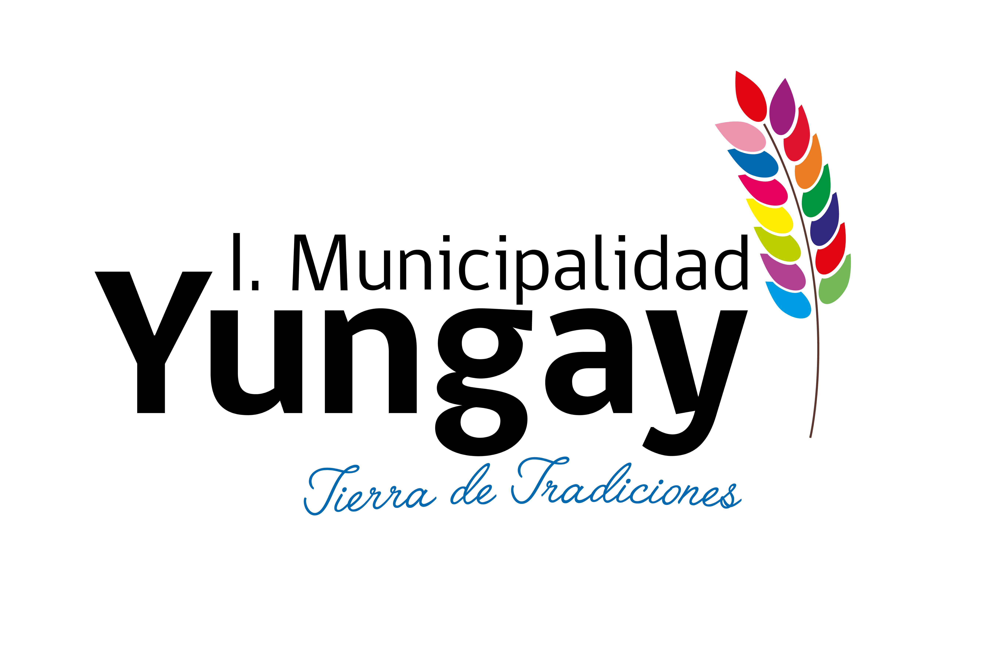 I. Municipalidad
Yungay
Tierra de Tradiciones